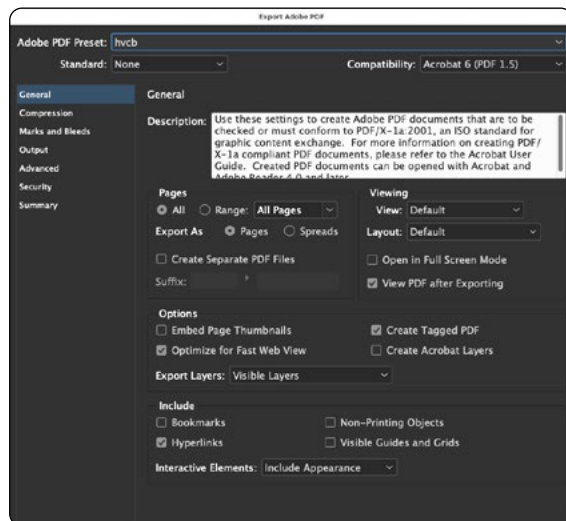 Export Adobe PDF
Adobe PDF Preset: hvcb
Standard: None
Compatibility: Acrobat 6 (PDF 1.5)
General
Compression
Marks and Bleeds
Output
Advanced
Security
Summary
General
Description: Use these settings to create Adobe PDF documents that are to be
checked or must conform to PDF/X-1a:2001, an ISO standard for
graphic content exchange. For more information on creating PDF/
X-1a compliant PDF documents, please refer to the Acrobat User
Guide. Created PDF documents can be opened with Acrobat and
Adobe Reader 4.0 and later.
Pages
All Range: All Pages
Export As Pages Spreads
Create Separate PDF Files
Suffix:
Viewing
View: Default
Layout: Default
Open in Full Screen Mode
View PDF after Exporting
Options
Embed Page Thumbnails
Create Tagged PDF
Optimize for Fast Web View
Create Acrobat Layers
Export Layers: Visible Layers
Include
Bookmarks
Non-Printing Objects
Hyperlinks
Visible Guides and Grids
Interactive Elements: Include Appearance